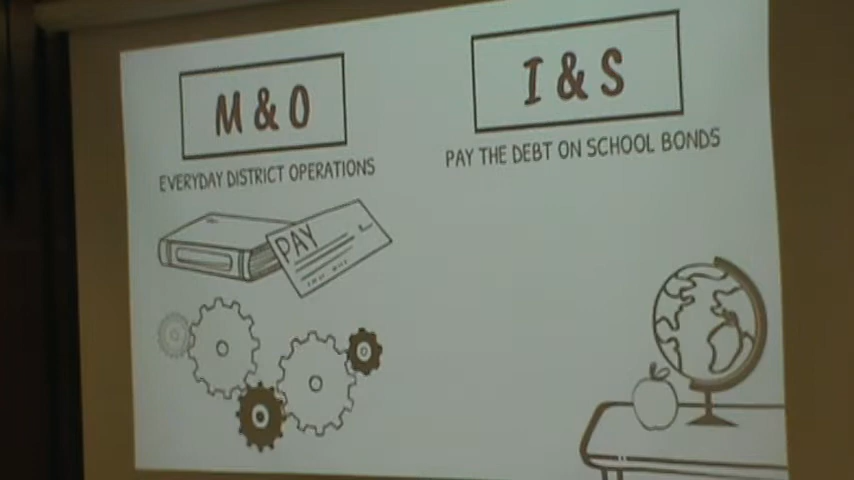 M & O
EVERYDAY DISTRICT OPERATIONS
PAY
I & S
PAY THE DEBT ON SCHOOL BONDS